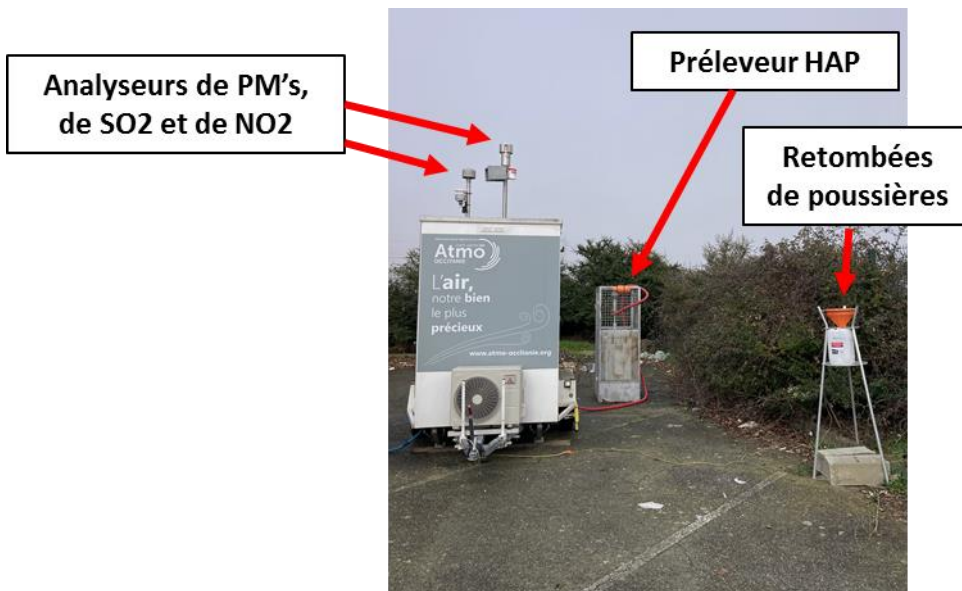 Analyseurs de PM's,
de SO2 et de NO2
Préleveur HAP
Retombées
de poussières
Atmo
OCCITANIE
L'air,
notre bien
le plus
précieux
www.atmo-occitanie.org